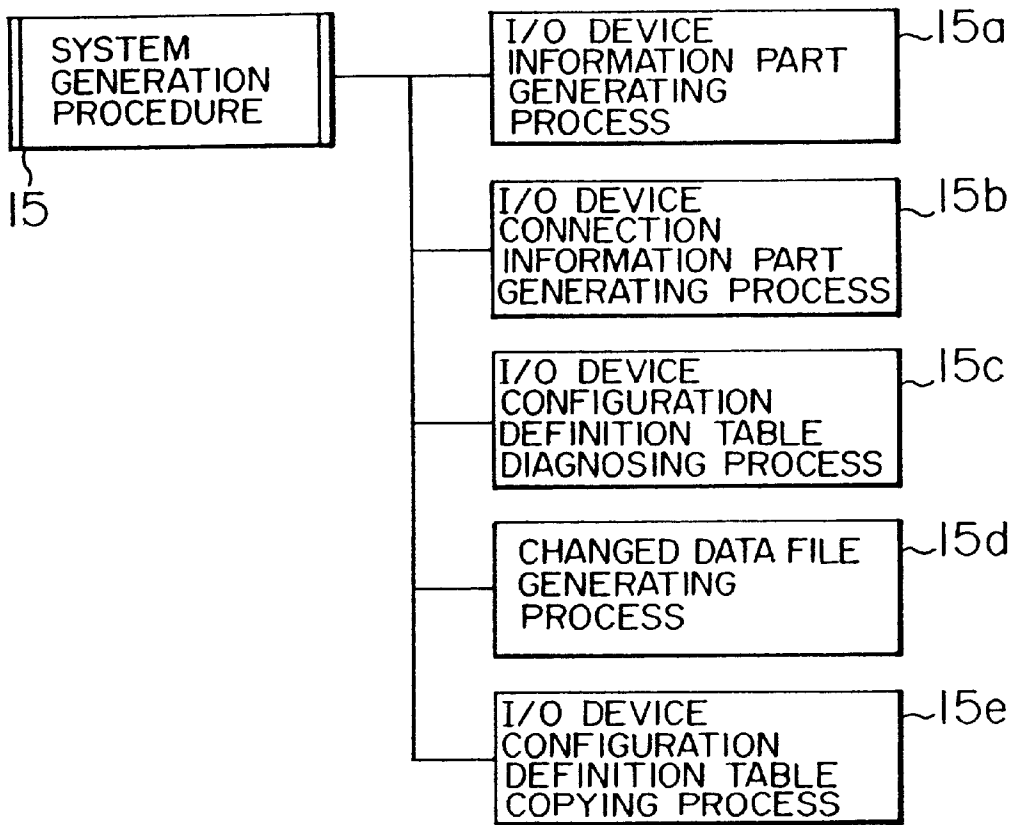 SYSTEM
GENERATION
PROCEDURE
15
I/O DEVICE
INFORMATION PART
GENERATING
PROCESS
15a
I/O DEVICE
CONNECTION
INFORMATION PART
GENERATING PROCESS
15b
I/O DEVICE
CONFIGURATION
DEFINITION TABLE
DIAGNOSING PROCESS
15c
CHANGED DATA FILE
GENERATING
PROCESS
15d
I/O DEVICE
CONFIGURATION
DEFINITION TABLE
COPYING PROCESS
15e